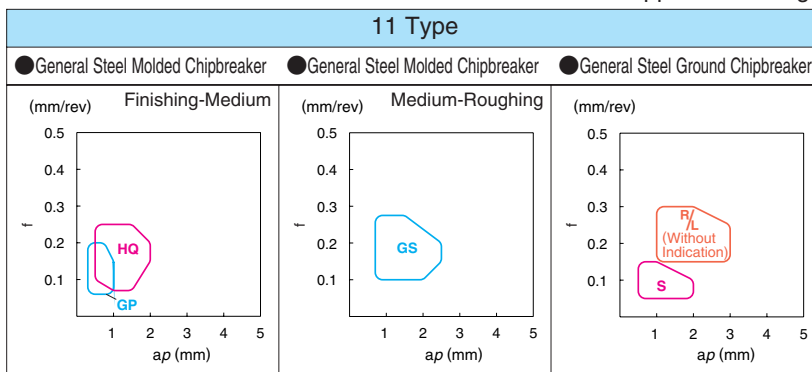 11 Type
●General Steel Molded Chipbreaker
●General Steel Molded Chipbreaker
●General Steel Ground Chipbreaker
(mm/rev)
Finishing-Medium
0.5
0.4
0.3
0.2
0.1
f
HQ
GP
1 2 3 4 5
ap (mm)
(mm/rev)
Medium-Roughing
0.5
0.4
0.3
0.2
0.1
f
GS
1 2 3 4 5
ap (mm)
(mm/rev)
0.5
0.4
0.3
0.2
0.1
f
R/L
(Without
Indication)
S
1 2 3 4 5
ap (mm)